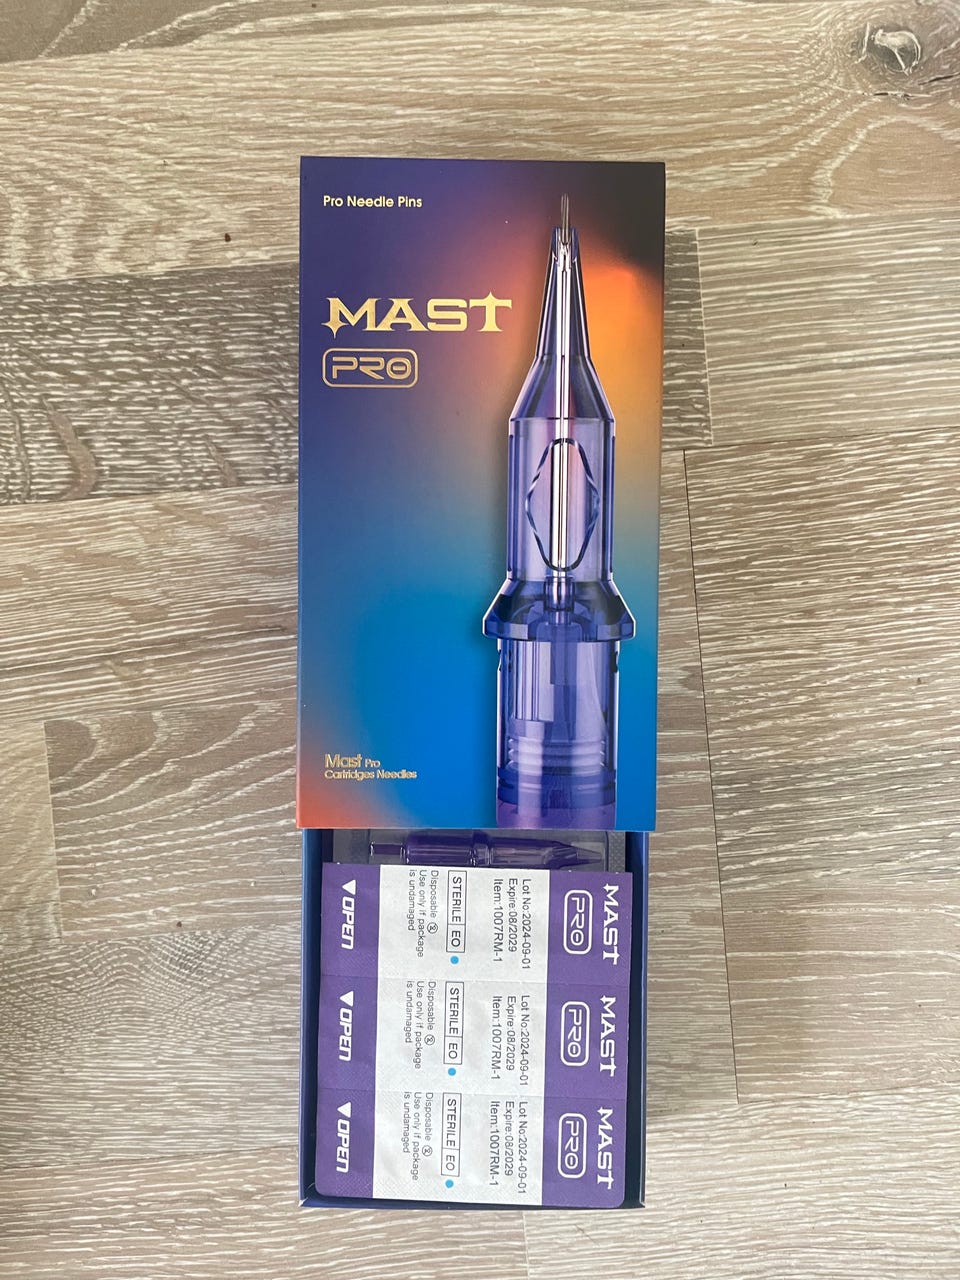 Pro Needle Pins
MAST
PRO
Mast Pro
Cartridges Needles
MAST
PRO
Lot No:2024-09-01
Expire:08/2029
Item:1007RM-1
STERILE EO
Disposable
Use only if package
is undamaged
OPEN
MAST
PRO
Lot No:2024-09-01
Expire:08/2029
Item:1007RM-1
STERILE EO
Disposable
Use only if package
is undamaged
OPEN
MAST
PRO
Lot No:2024-09-01
Expire:08/2029
Item:1007RM-1
STERILE EO
Disposable
Use only if package
is undamaged
OPEN